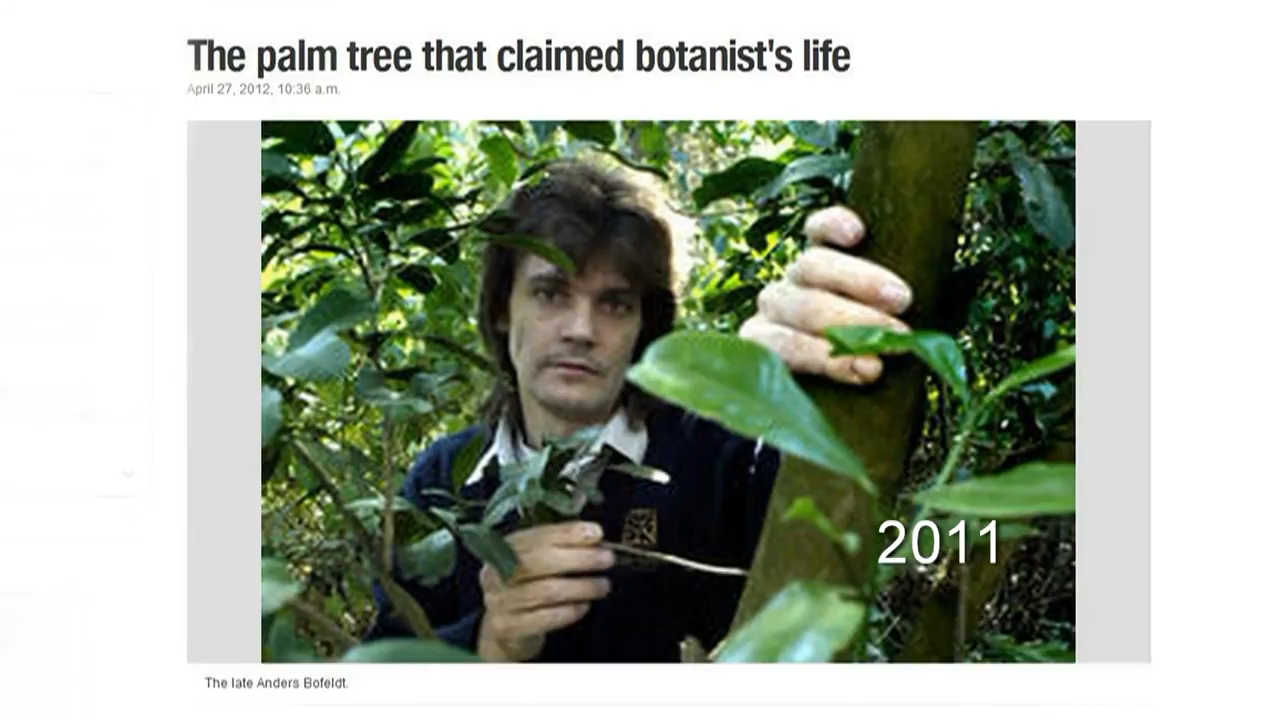 The palm tree that claimed botanist's life
April 27, 2012, 10:36 a.m.
2011
The late Anders Bofeldt.